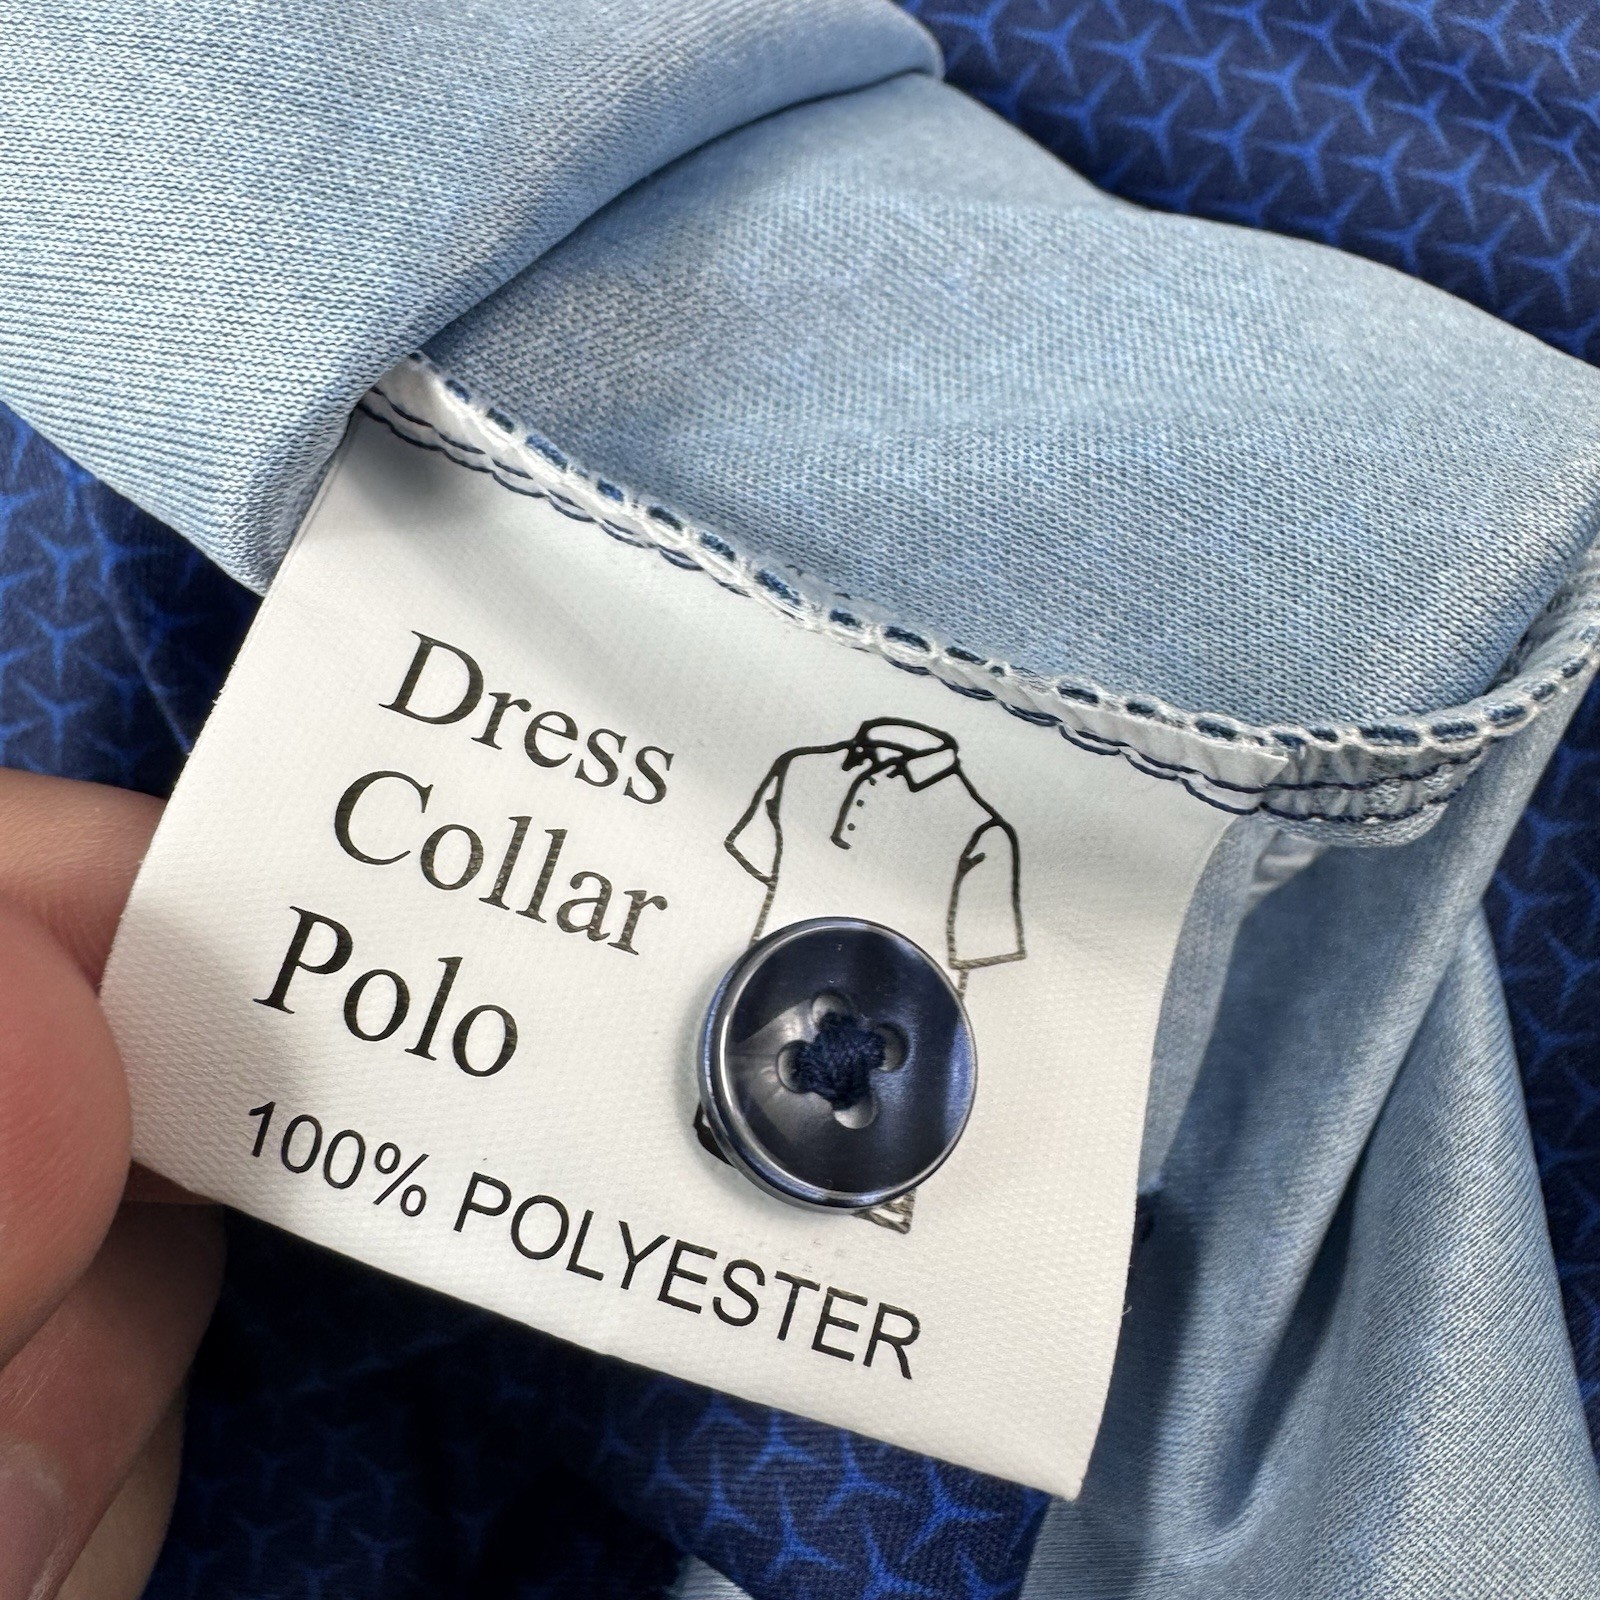 Dress
Collar
Polo
100% POLYESTER